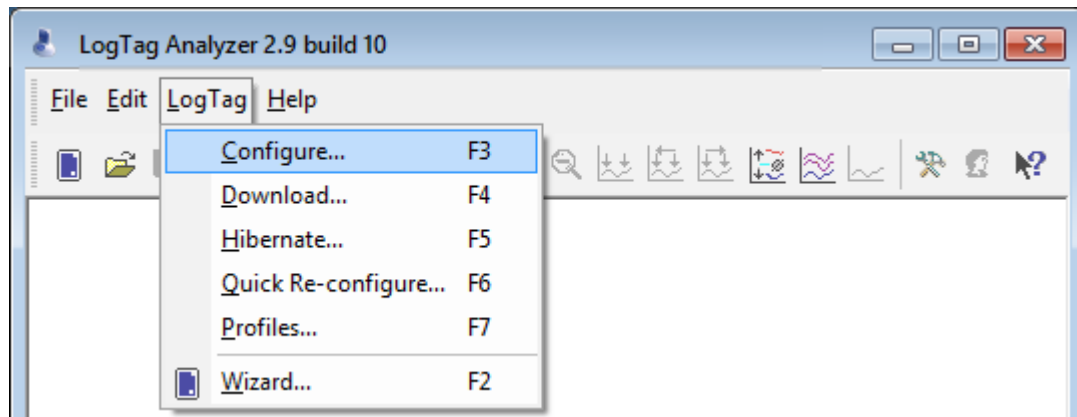 LogTag Analyzer 2.9 build 10
File Edit LogTag Help
Configure... F3
Download... F4
Hibernate... F5
Quick Re-configure... F6
Profiles... F7
Wizard... F2